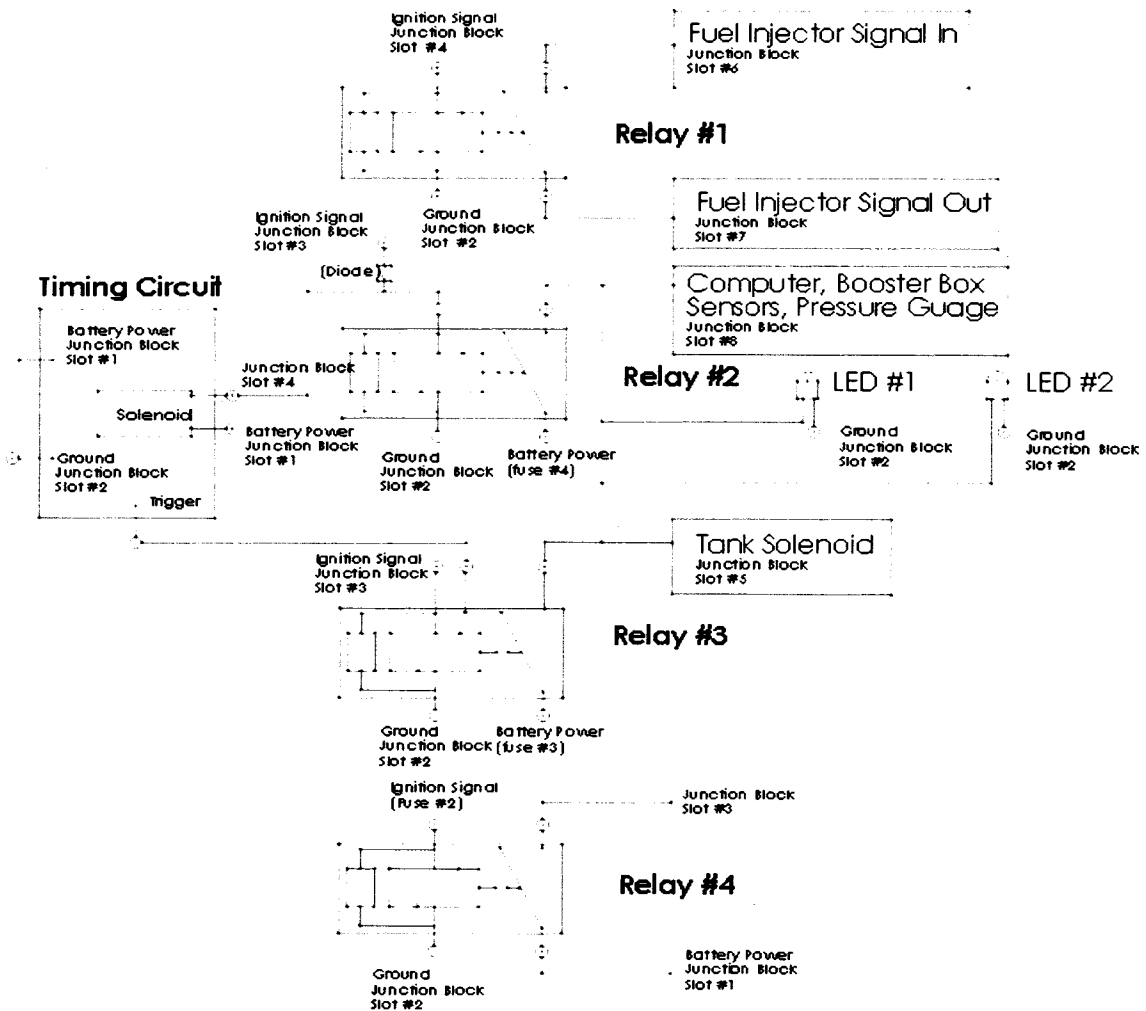 Ignition Signal
Junction Block
Slot #4
Fuel Injector Signal In
Junction Block
Slot #6
Relay #1
Ignition Signal
Junction Block
Slot #3
Ground
Junction Block
Slot #2
Fuel Injector Signal Out
Junction Block
Slot #7
(Diode)
Timing Circuit
Computer, Booster Box
Sensors, Pressure Guage
Junction Block
Slot #8
Battery Power
Junction Block
Slot #1
Junction Block
Slot #4
Relay #2
LED #1
LED #2
Solenoid
Battery Power
Junction Block
Slot #1
Ground
Junction Block
Slot #2
Trigger
Ground
Junction Block
Slot #2
Battery Power
(fuse #4)
Ground
Junction Block
Slot #2
Ground
Junction Block
Slot #2
Ignition Signal
Junction Block
Slot #3
Tank Solenoid
Junction Block
Slot #5
Relay #3
Ground
Junction Block
Slot #2
Battery Power
(fuse #3)
Ignition Signal
(Fuse #2)
Junction Block
Slot #3
Relay #4
Ground
Junction Block
Slot #2
Battery Power
Junction Block
Slot #1